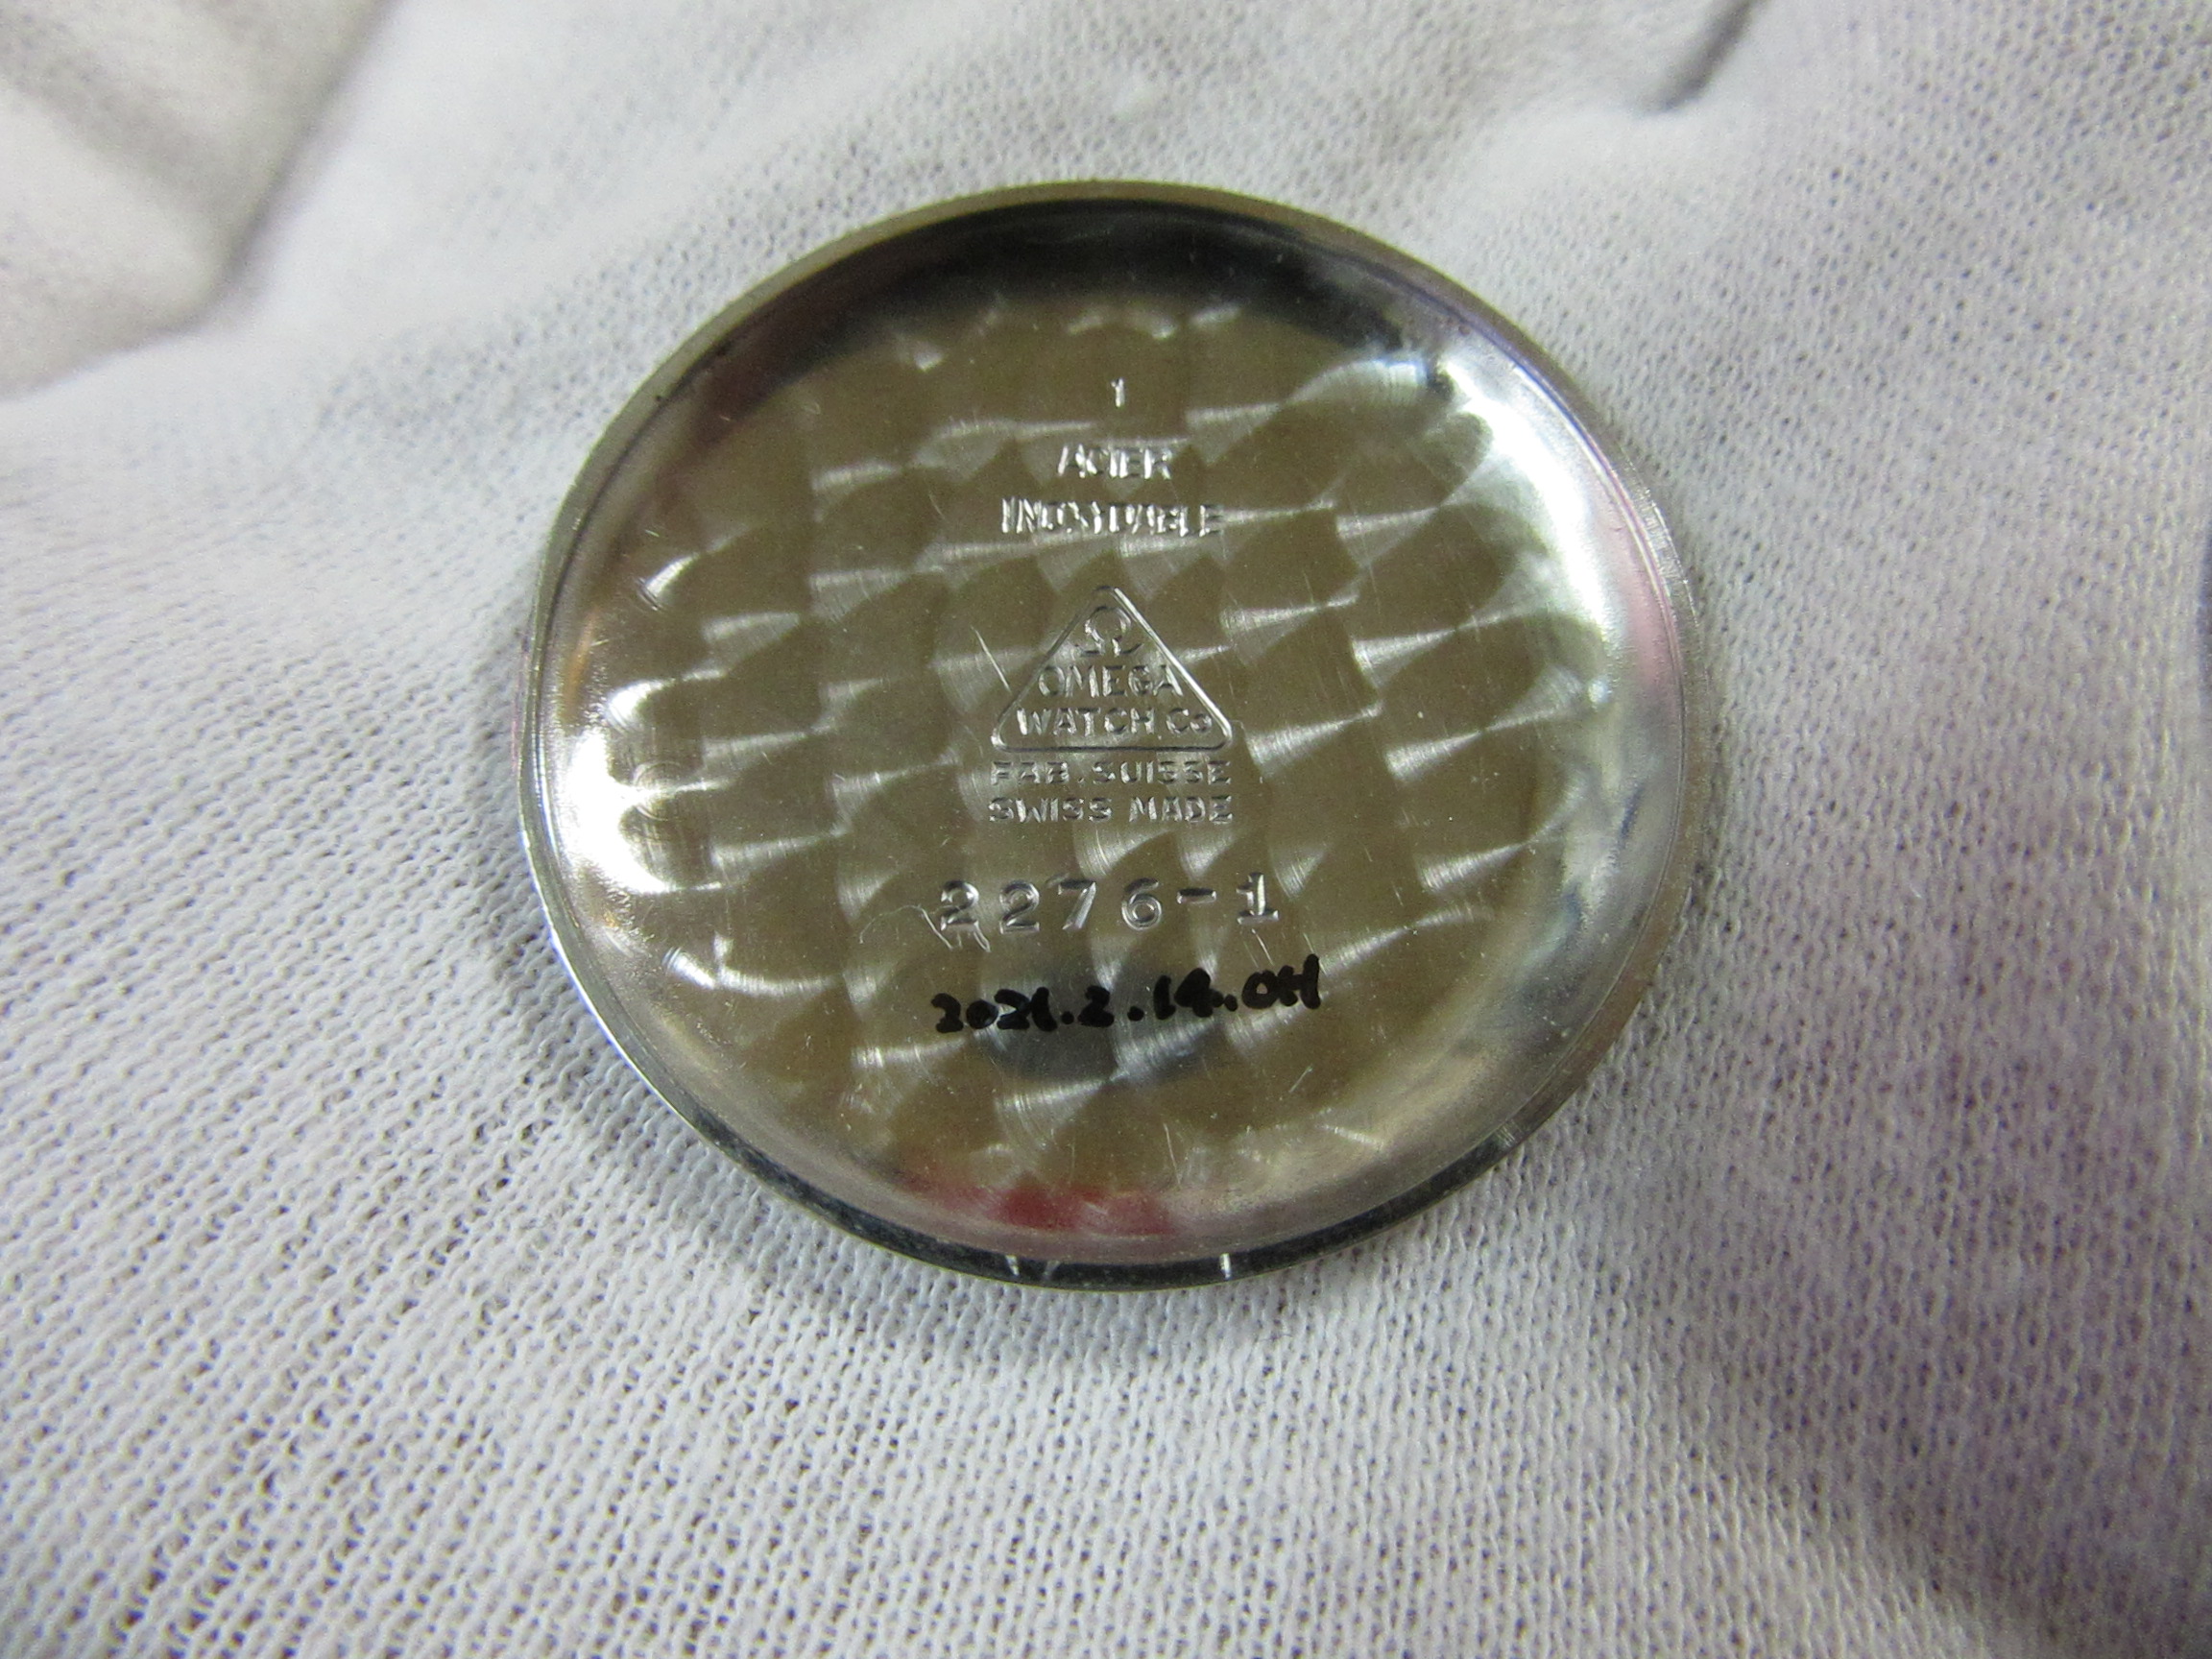 1
ACIER
INOXYDABLE
Ω
OMEGA
WATCH Co
FAB. SUISSE
SWISS MADE
2276-1
2021.2.14.OH